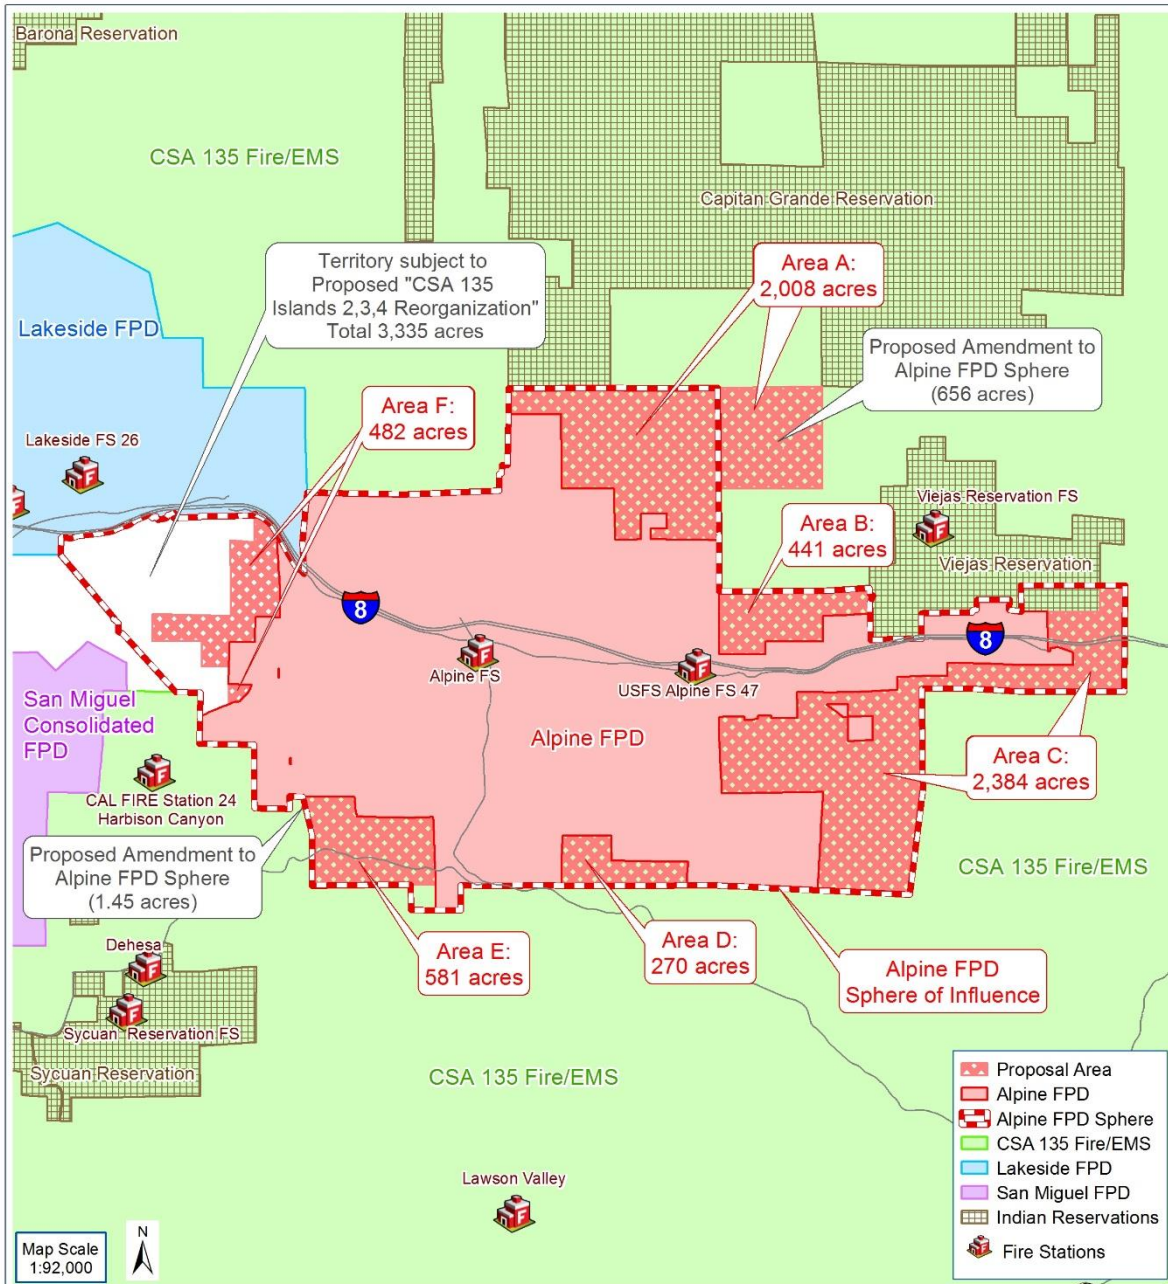 Barona Reservation
CSA 135 Fire/EMS
Capitan Grande Reservation
Territory subject to
Proposed "CSA 135
Islands 2,3,4 Reorganization"
Total 3,335 acres
Area A:
2,008 acres
Lakeside FPD
Proposed Amendment to
Alpine FPD Sphere
(656 acres)
Area F:
482 acres
Lakeside FS 26
Viejas Reservation FS
Area B:
441 acres
Viejas Reservation
8
8
Alpine FS
USFS Alpine FS 47
San Miguel
Consolidated
FPD
Alpine FPD
Area C:
2,384 acres
CAL FIRE Station 24
Harbison Canyon
Proposed Amendment to
Alpine FPD Sphere
(1.45 acres)
CSA 135 Fire/EMS
Area E:
581 acres
Area D:
270 acres
Alpine FPD
Sphere of Influence
Dehesa
Sycuan Reservation FS
Sycuan Reservation
CSA 135 Fire/EMS
Lawson Valley
Proposal Area
Alpine FPD
Alpine FPD Sphere
CSA 135 Fire/EMS
Lakeside FPD
San Miguel FPD
Indian Reservations
Fire Stations
Map Scale
1:92,000
N